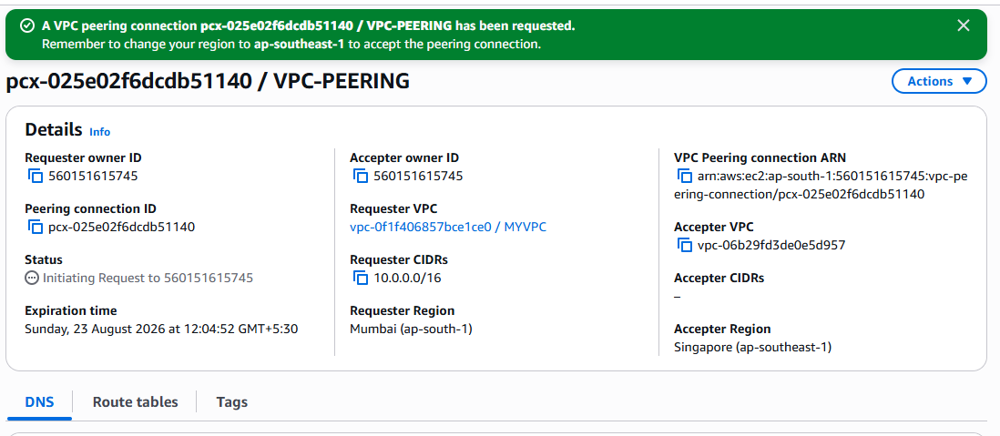 A VPC peering connection pcx-025e02f6dcdb51140 / VPC-PEERING has been requested.
Remember to change your region to ap-southeast-1 to accept the peering connection.
pcx-025e02f6dcdb51140 / VPC-PEERING
Actions
Details Info
Requester owner ID
560151615745
Peering connection ID
pcx-025e02f6dcdb51140
Status
Initiating Request to 560151615745
Expiration time
Sunday, 23 August 2026 at 12:04:52 GMT+5:30
Accepter owner ID
560151615745
Requester VPC
vpc-0f1f406857bce1ce0 / MYVPC
Requester CIDRs
10.0.0.0/16
Requester Region
Mumbai (ap-south-1)
VPC Peering connection ARN
arn:aws:ec2:ap-south-1:560151615745:vpc-pe
ering-connection/pcx-025e02f6dcdb51140
Accepter VPC
vpc-06b29fd3de0e5d957
Accepter CIDRs
–
Accepter Region
Singapore (ap-southeast-1)
DNS
Route tables
Tags